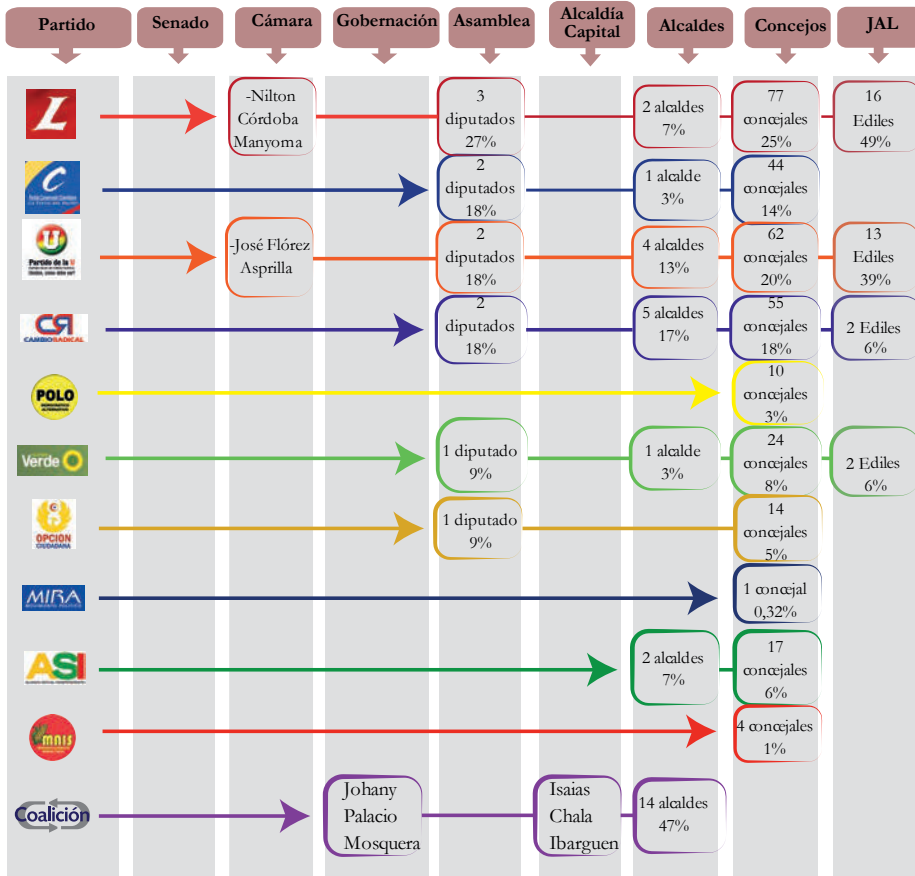 Partido
Senado
Cámara
Gobernación
Asamblea
Alcaldía
Capital
Alcaldes
Concejos
JAL
L
-Nilton
Córdoba
Manyoma
3
diputados
27%
2 alcaldes
7%
77
concejales
25%
16
Ediles
49%
C
2
diputados
18%
1 alcalde
3%
44
concejales
14%
U
Partido de la U
-José Flórez
Asprilla
2
diputados
18%
4 alcaldes
13%
62
concejales
20%
13
Ediles
39%
CR
CAMBIO RADICAL
2
diputados
18%
5 alcaldes
17%
55
concejales
18%
2 Ediles
6%
POLO
DEMOCRÁTICO
ALTERNATIVO
10
concejales
3%
Verde
1 diputado
9%
1 alcalde
3%
24
concejales
8%
2 Ediles
6%
OPCION
CIUDADANA
1 diputado
9%
14
concejales
5%
MIRA
1 concejal
0,32%
ASI
2 alcaldes
7%
17
concejales
6%
mnis
4 concejales
1%
Coalición
Johany
Palacio
Mosquera
Isaias
Chala
Ibarguen
14 alcaldes
47%